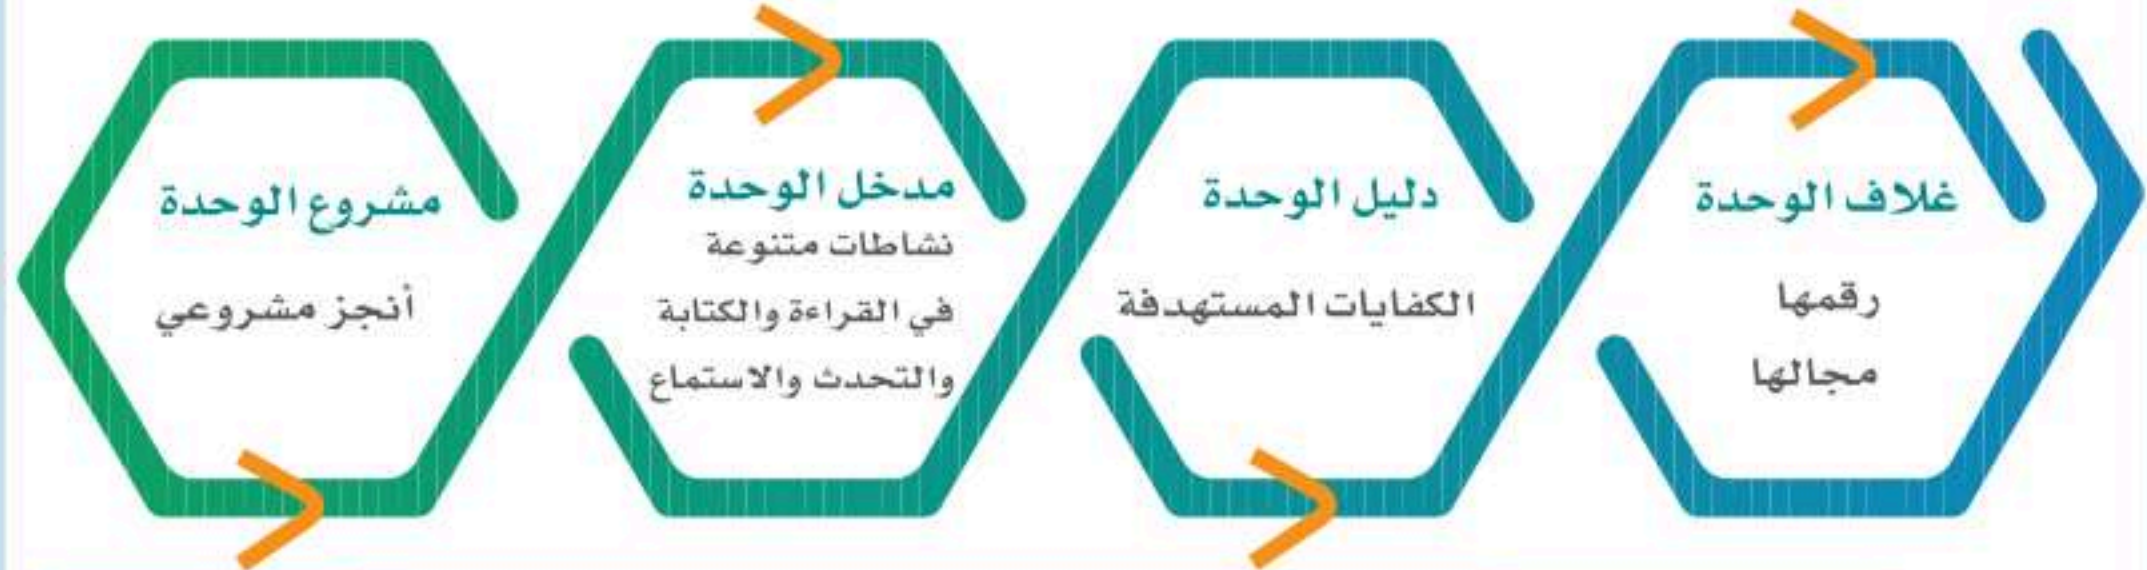 غلاف الوحدة
رقمها
مجالها
دليل الوحدة
الكفايات المستهدفة
مدخل الوحدة
نشاطات متنوعة
في القراءة والكتابة
والتحدث والاستماع
مشروع الوحدة
أنجز مشروعي